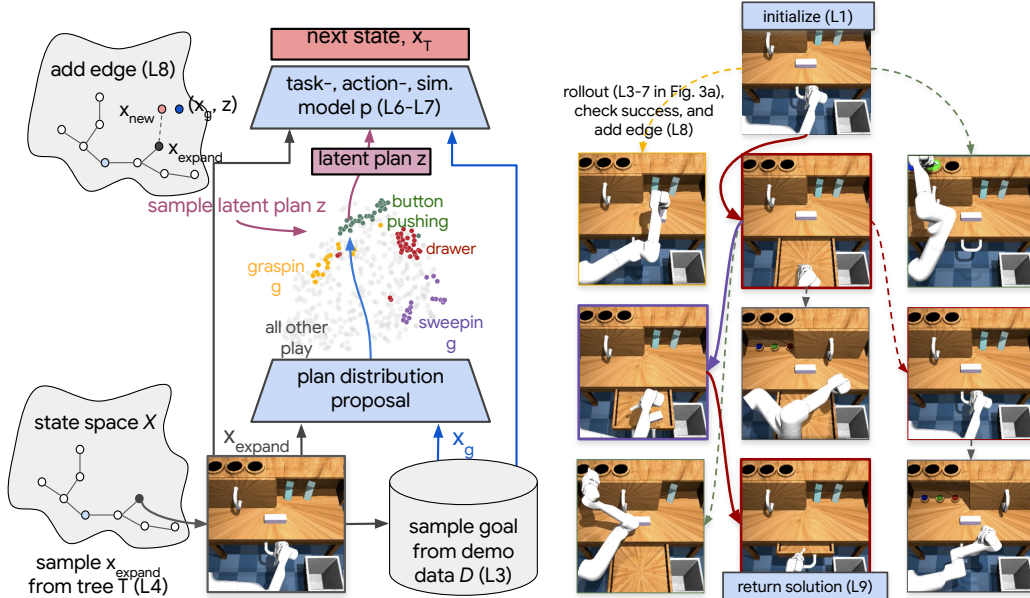 next state, x_T
add edge (L8)
x_new
(x_g, z)
x_expand
task-, action-, sim.
model p (L6-L7)
latent plan z
sample latent plan z
button
pushing
drawer
graspin
g
sweepin
g
all other
play
plan distribution
proposal
state space X
x_expand
x_g
sample x_expand
from tree T (L4)
sample goal
from demo
data D (L3)
initialize (L1)
rollout (L3-7 in Fig. 3a),
check success, and
add edge (L8)
return solution (L9)